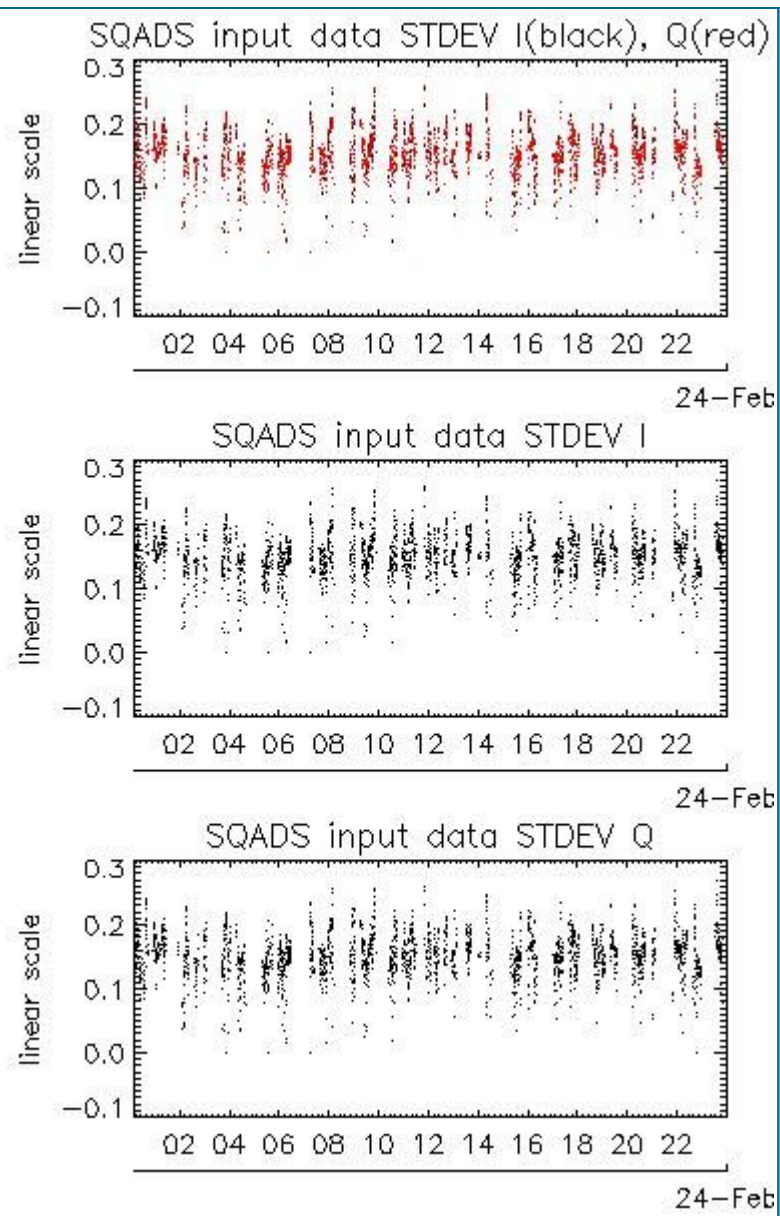 SQADS input data STDEV I(black), Q(red)
0.3
0.2
0.1
0.0
−0.1
linear scale
02 04 06 08 10 12 14 16 18 20 22
24−Feb
SQADS input data STDEV I
0.3
0.2
0.1
0.0
−0.1
linear scale
02 04 06 08 10 12 14 16 18 20 22
24−Feb
SQADS input data STDEV Q
0.3
0.2
0.1
0.0
−0.1
linear scale
02 04 06 08 10 12 14 16 18 20 22
24−Feb